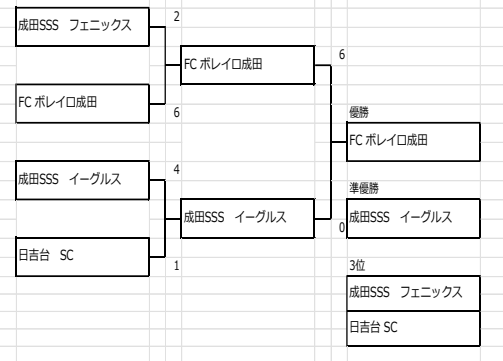 成田SSS　フェニックス
2
FC ボレイロ成田
6
FC ボレイロ成田
6
優勝
FC ボレイロ成田
成田SSS　イーグルス
4
準優勝
成田SSS　イーグルス
0
成田SSS　イーグルス
日吉台　SC
1
3位
成田SSS　フェニックス
日吉台 SC